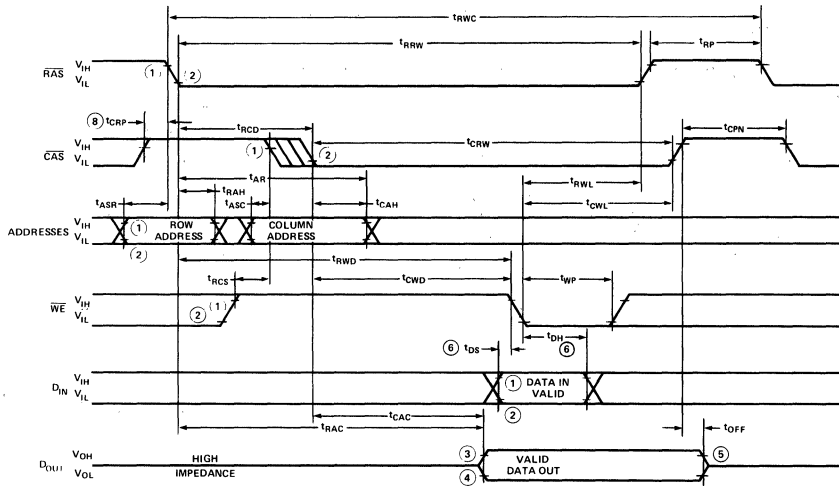 tRWC
tRRW
tRP
RAS VIH
VIL
(1) (2)
⑧ tCRP
tRCD
tCRW
tCPN
CAS VIH
VIL
(1) (2)
tAR
tRWL
tRAH
tASR
tASC
tCAH
tCWL
ADDRESSES VIH
VIL
(1) ROW ADDRESS
(2)
COLUMN ADDRESS
tRWD
tRCS
tCWD
tWP
WE VIH
VIL
(1)
②
⑥ tDS
tDH
⑥
DIN VIH
VIL
① DATA IN VALID
②
tCAC
tRAC
tOFF
DOUT VOH
VOL
HIGH IMPEDANCE
③ VALID DATA OUT ⑤
④